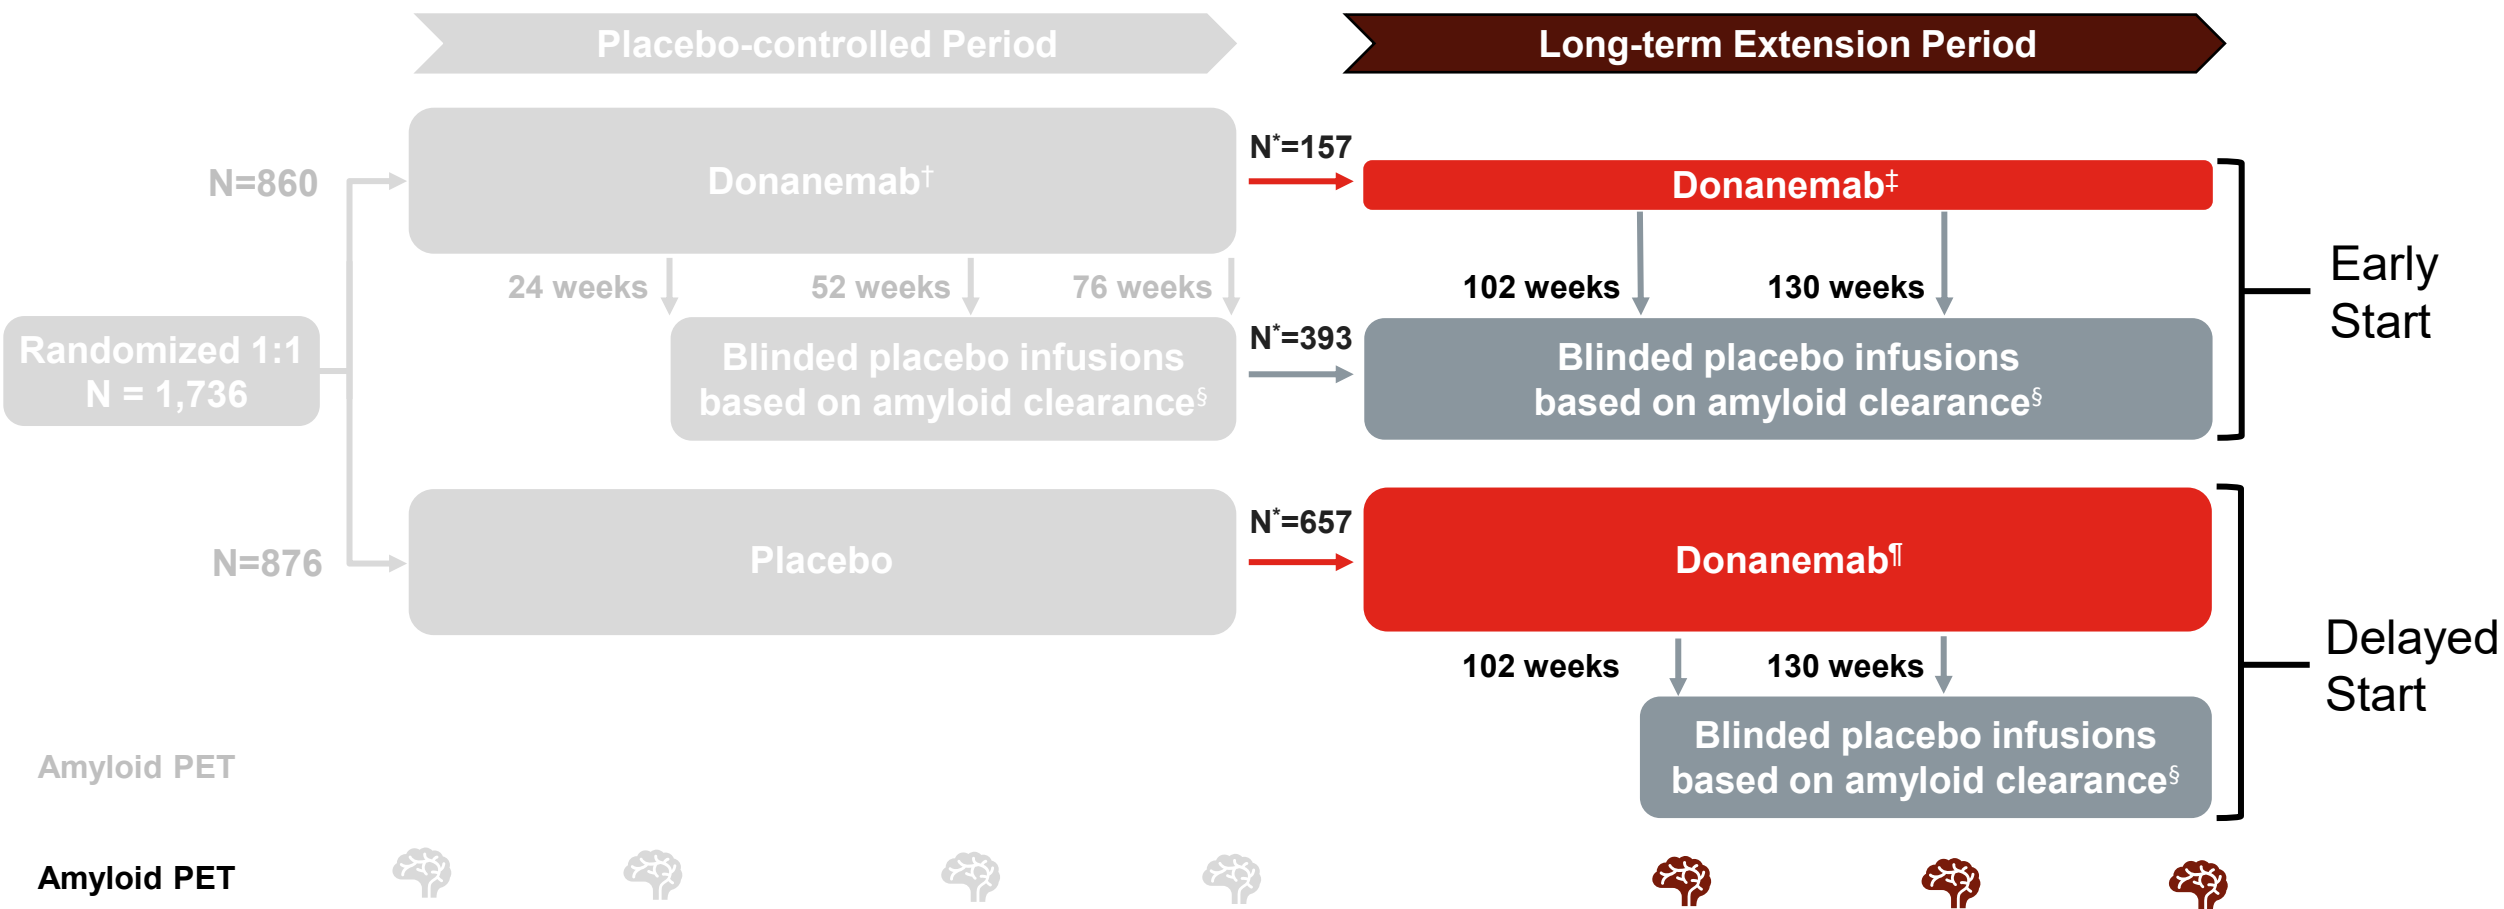 Placebo-controlled Period
Long-term Extension Period
N=860
Donanemab†
N*=157
Donanemab‡
24 weeks
52 weeks
76 weeks
102 weeks
130 weeks
Early
Start
Randomized 1:1
N = 1,736
Blinded placebo infusions
based on amyloid clearance§
N*=393
Blinded placebo infusions
based on amyloid clearance§
N=876
Placebo
N*=657
Donanemab¶
102 weeks
130 weeks
Delayed
Start
Blinded placebo infusions
based on amyloid clearance§
Amyloid PET
Amyloid PET